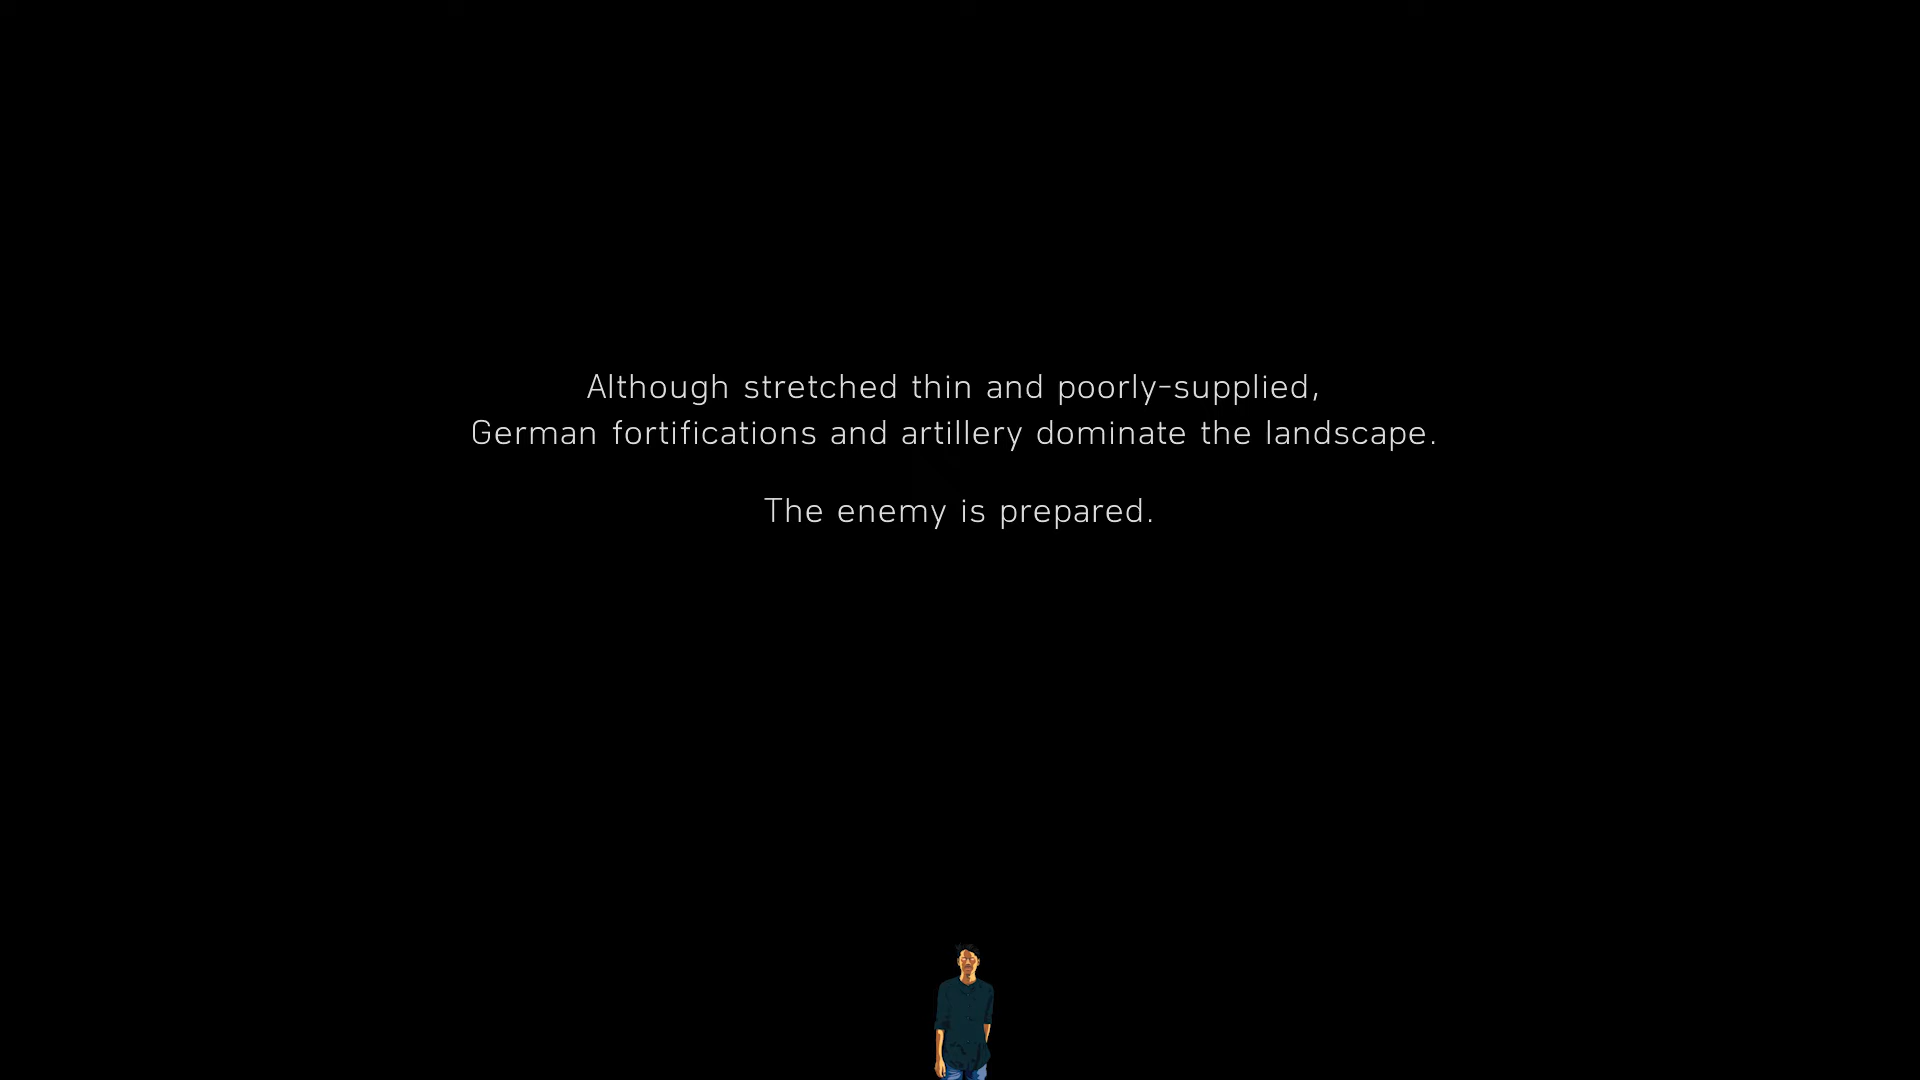 Although stretched thin and poorly-supplied,
German fortifications and artillery dominate the landscape.
The enemy is prepared.